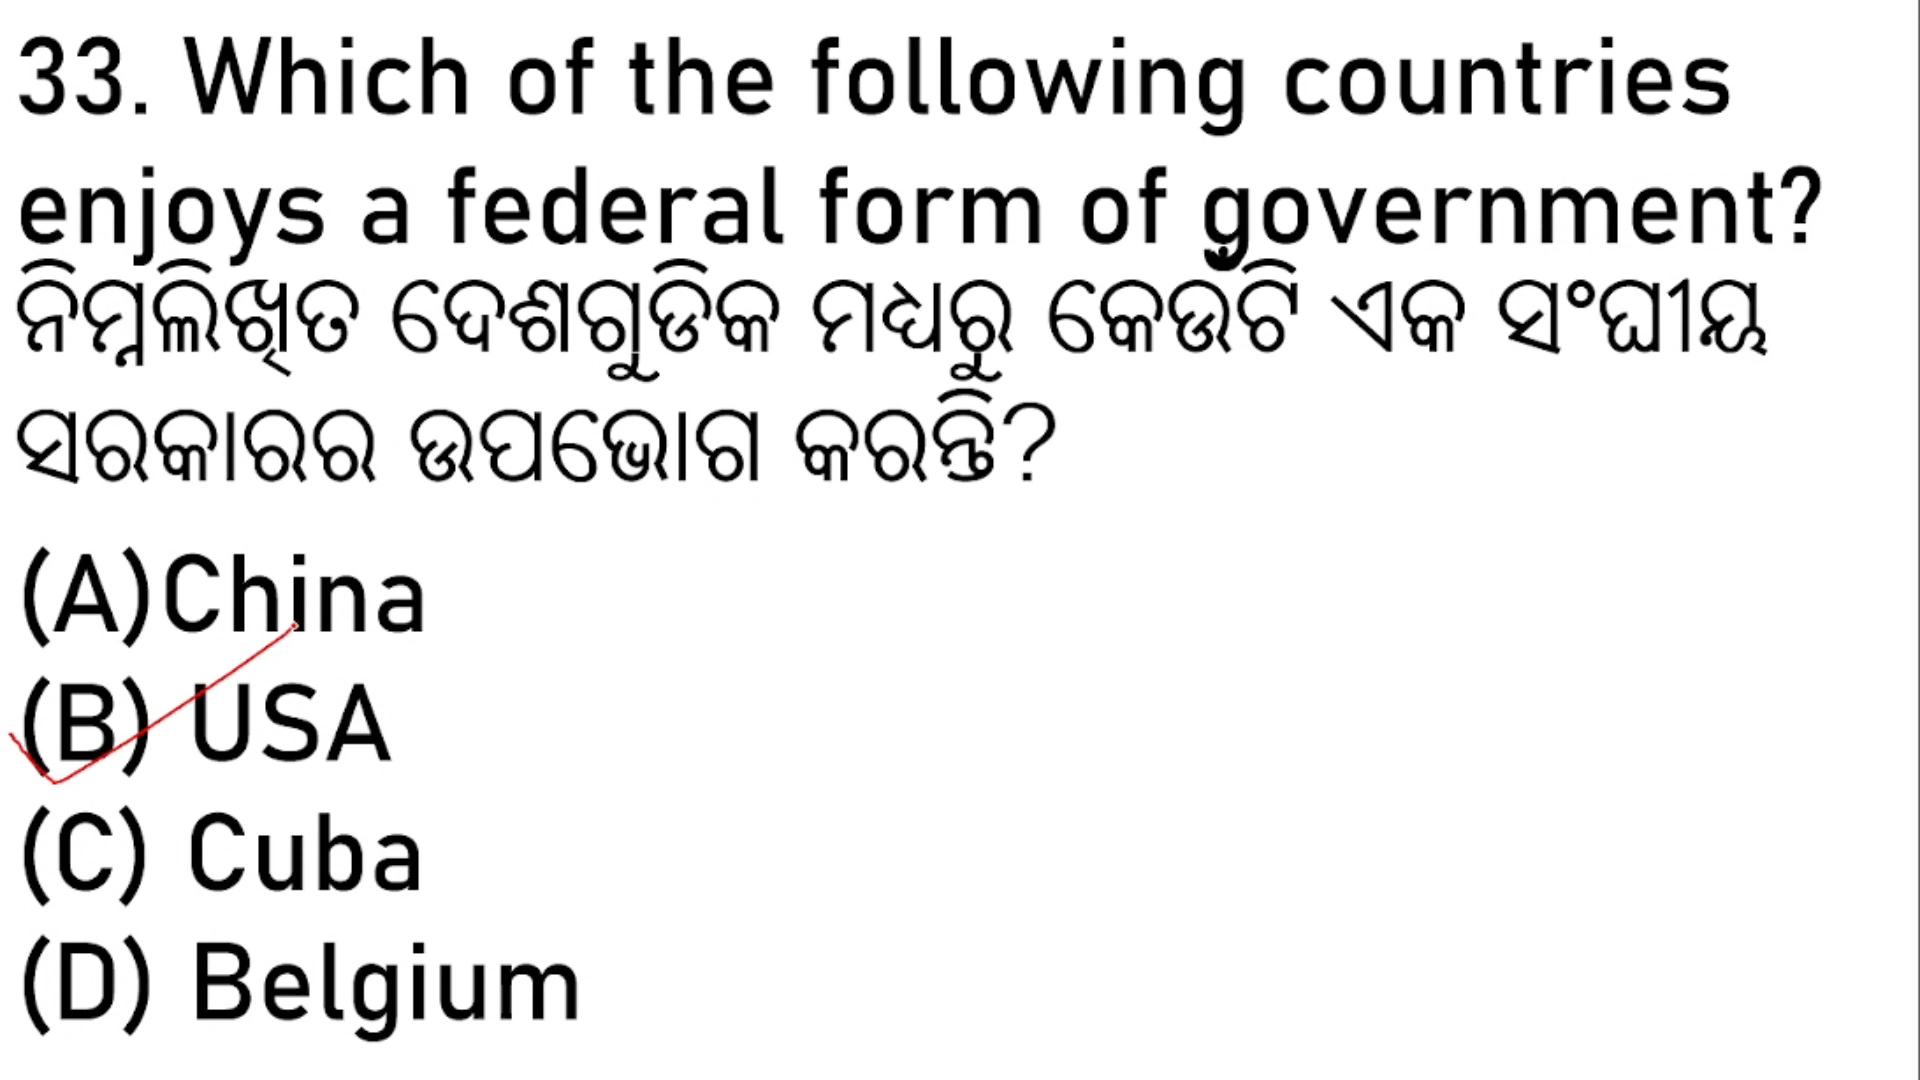 33. Which of the following countries
enjoys a federal form of government?
ନିମ୍ନଲିଖିତ ଦେଶଗୁଡିକ ମଧ୍ୟରୁ କେଉଁଟି ଏକ ସଂଘୀୟ
ସରକାରର ଉପଭୋଗ କରନ୍ତି?
(A)China
(B) USA
(C) Cuba
(D) Belgium